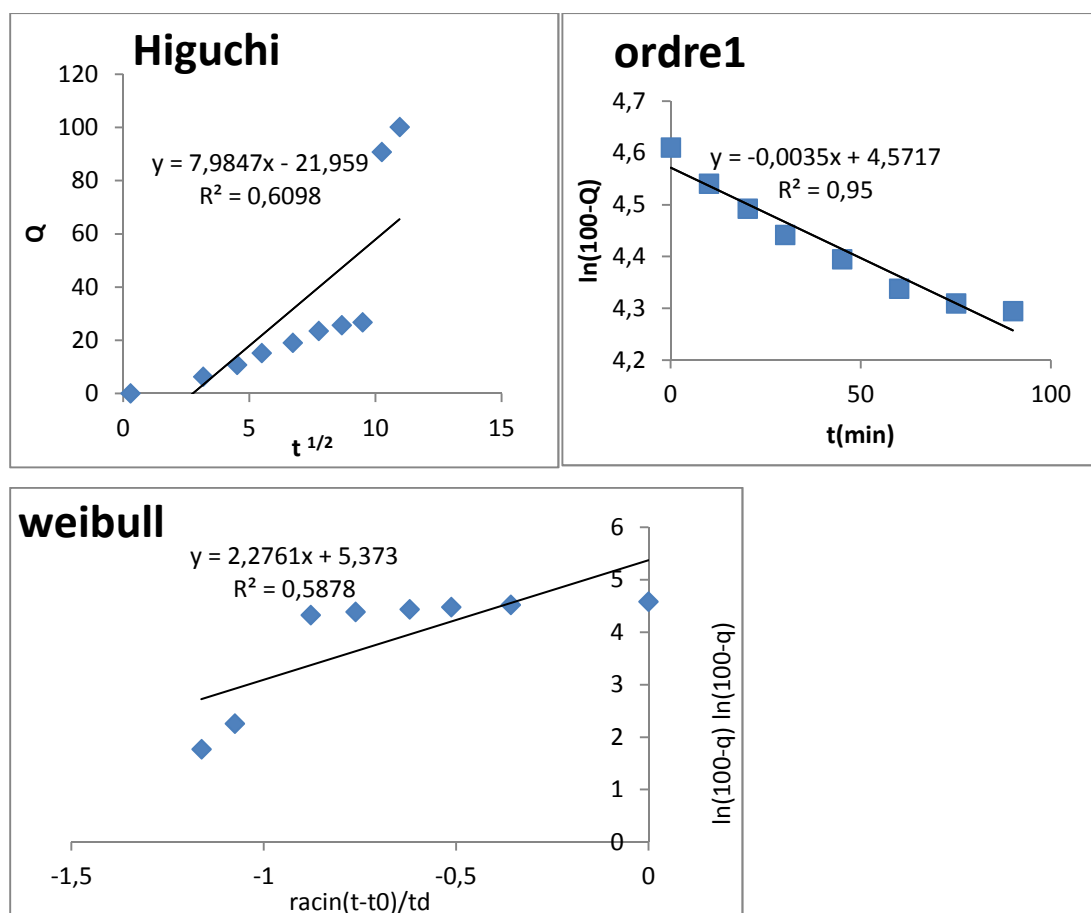 Higuchi
120
100
80
60
40
20
0
y = 7,9847x - 21,959
R² = 0,6098
Q
0 5 10 15
t 1/2
ordre1
4,7
4,6
4,5
4,4
4,3
4,2
y = -0,0035x + 4,5717
R² = 0,95
ln(100-Q)
0 50 100
t(min)
weibull
y = 2,2761x + 5,373
R² = 0,5878
6
5
4
3
2
1
0
ln(100-q) ln(100-q)
-1,5 -1 -0,5 0
racin(t-t0)/td